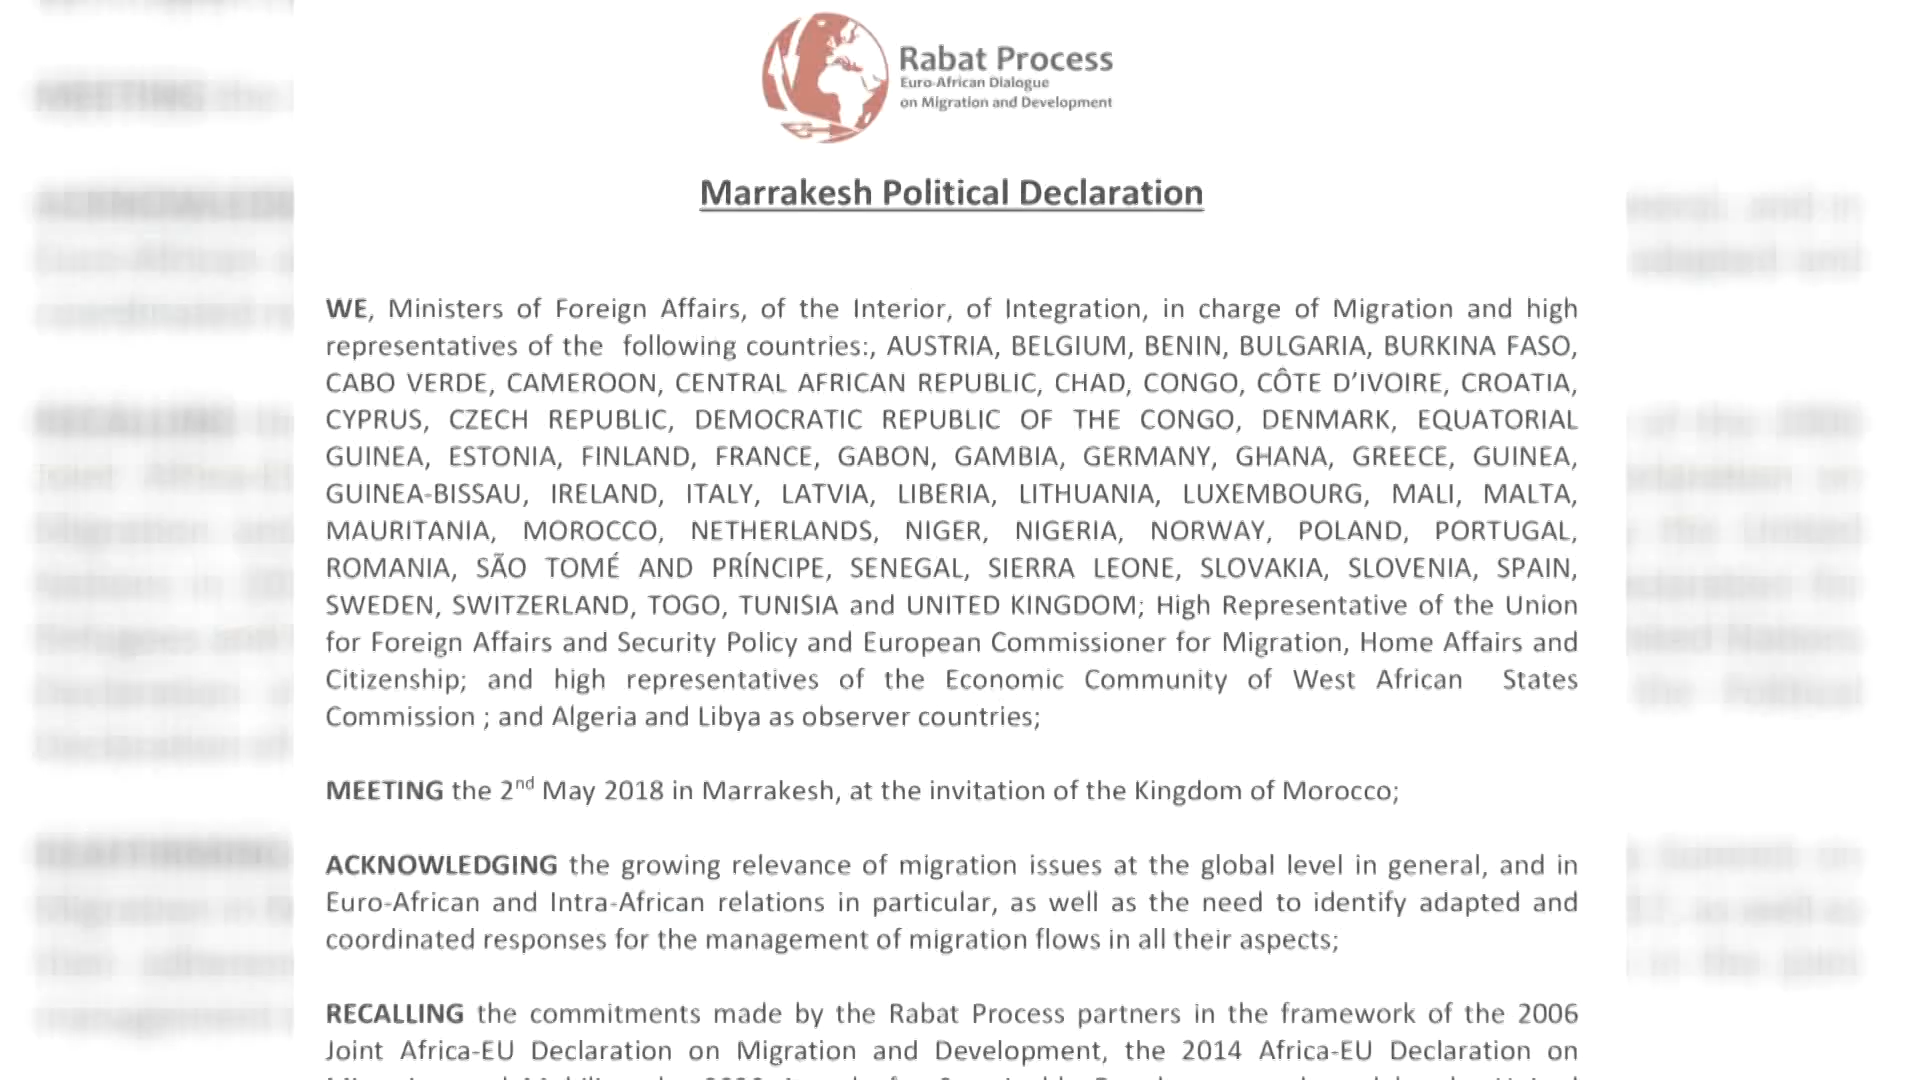 Rabat Process
Euro-African Dialogue
on Migration and Development
Marrakesh Political Declaration
WE, Ministers of Foreign Affairs, of the Interior, of Integration, in charge of Migration and high
representatives of the following countries:, AUSTRIA, BELGIUM, BENIN, BULGARIA, BURKINA FASO,
CABO VERDE, CAMEROON, CENTRAL AFRICAN REPUBLIC, CHAD, CONGO, CÔTE D’IVOIRE, CROATIA,
CYPRUS, CZECH REPUBLIC, DEMOCRATIC REPUBLIC OF THE CONGO, DENMARK, EQUATORIAL
GUINEA, ESTONIA, FINLAND, FRANCE, GABON, GAMBIA, GERMANY, GHANA, GREECE, GUINEA,
GUINEA-BISSAU, IRELAND, ITALY, LATVIA, LIBERIA, LITHUANIA, LUXEMBOURG, MALI, MALTA,
MAURITANIA, MOROCCO, NETHERLANDS, NIGER, NIGERIA, NORWAY, POLAND, PORTUGAL,
ROMANIA, SÃO TOMÉ AND PRÍNCIPE, SENEGAL, SIERRA LEONE, SLOVAKIA, SLOVENIA, SPAIN,
SWEDEN, SWITZERLAND, TOGO, TUNISIA and UNITED KINGDOM; High Representative of the Union
for Foreign Affairs and Security Policy and European Commissioner for Migration, Home Affairs and
Citizenship; and high representatives of the Economic Community of West African States
Commission ; and Algeria and Libya as observer countries;
MEETING the 2nd May 2018 in Marrakesh, at the invitation of the Kingdom of Morocco;
ACKNOWLEDGING the growing relevance of migration issues at the global level in general, and in
Euro-African and Intra-African relations in particular, as well as the need to identify adapted and
coordinated responses for the management of migration flows in all their aspects;
RECALLING the commitments made by the Rabat Process partners in the framework of the 2006
Joint Africa-EU Declaration on Migration and Development, the 2014 Africa-EU Declaration on